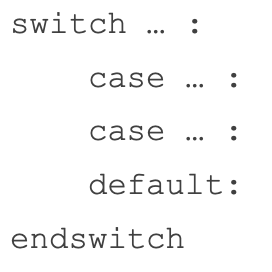 switch … :
case … :
case … :
default:
endswitch